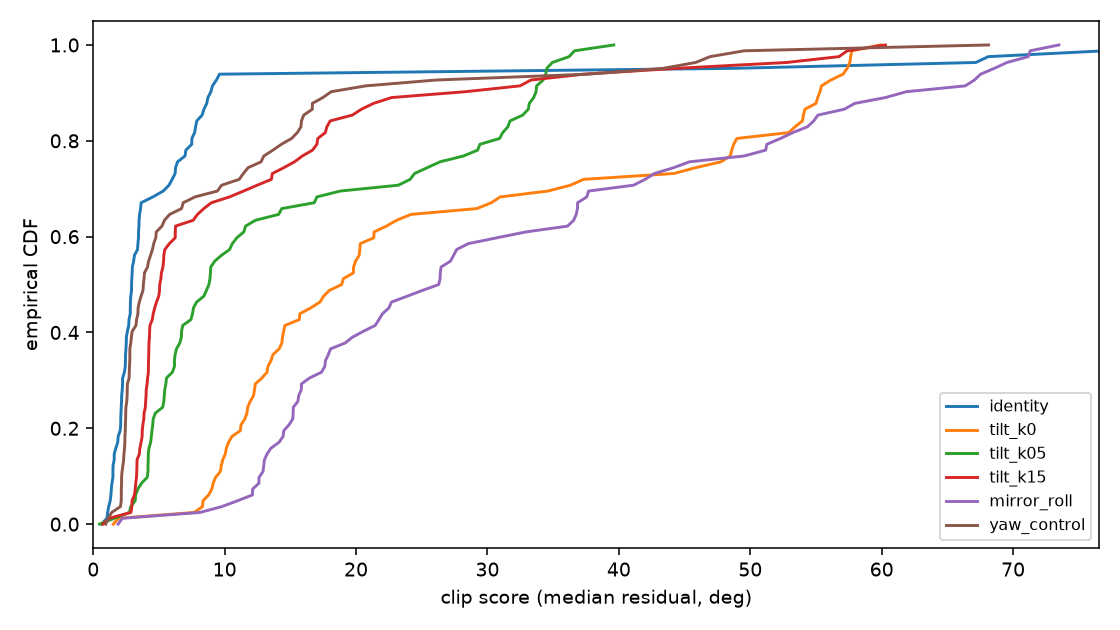 1.0
0.8
0.6
0.4
0.2
0.0
empirical CDF
0 10 20 30 40 50 60 70
clip score (median residual, deg)
identity
tilt_k0
tilt_k05
tilt_k15
mirror_roll
yaw_control